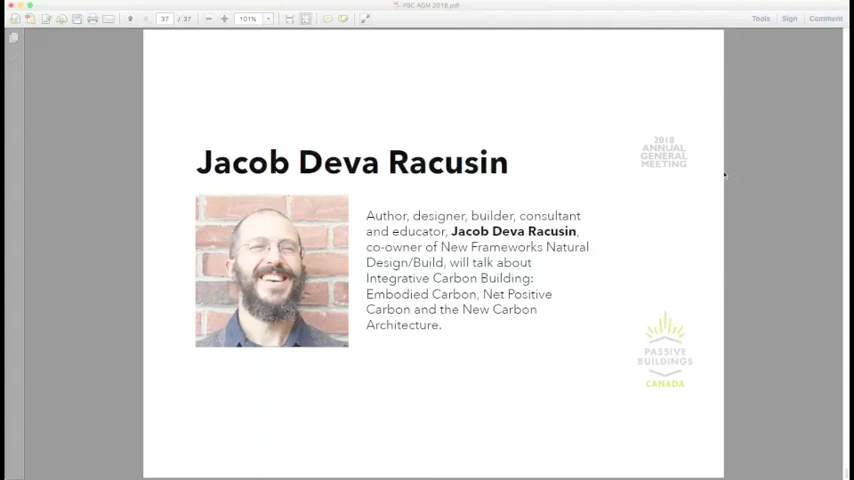 PBC AGM 2018.pdf
37 / 37
101%
Tools
Sign
Comment
2018
ANNUAL
GENERAL
MEETING
Jacob Deva Racusin
Author, designer, builder, consultant
and educator, Jacob Deva Racusin,
co-owner of New Frameworks Natural
Design/Build, will talk about
Integrative Carbon Building:
Embodied Carbon, Net Positive
Carbon and the New Carbon
Architecture.
PASSIVE
BUILDINGS
CANADA